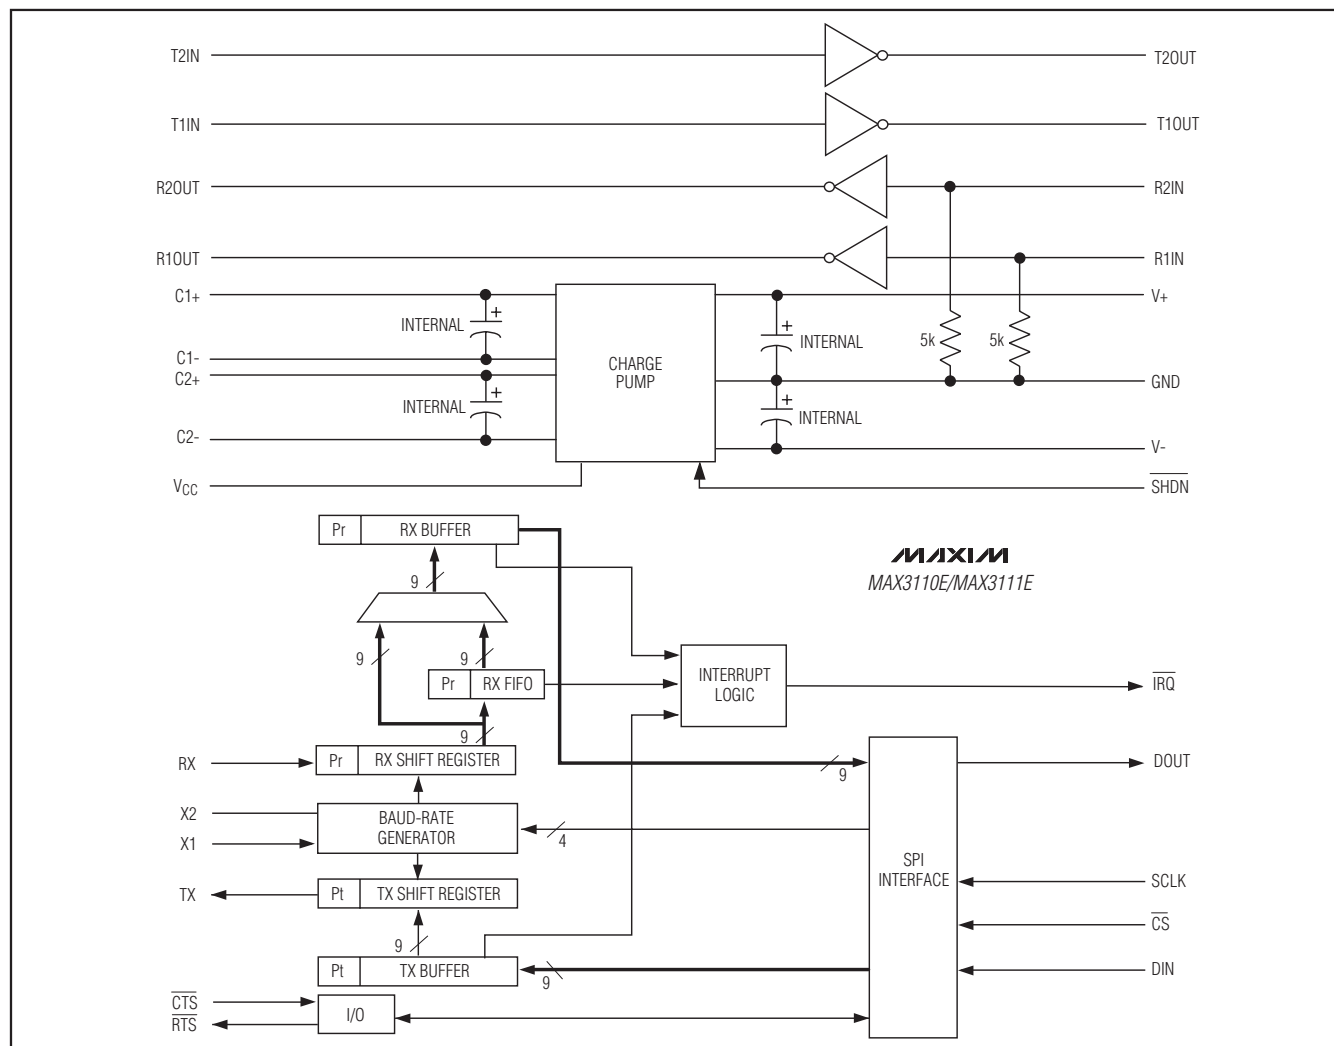 T2IN
T2OUT
T1IN
T1OUT
R2OUT
R2IN
R1OUT
R1IN
C1+
V+
+
+
INTERNAL
INTERNAL
5k
5k
C1-
CHARGE
PUMP
C2+
GND
+
+
INTERNAL
INTERNAL
C2-
V-
VCC
SHDN
Pr
RX BUFFER
MAXIM
MAX3110E/MAX3111E
9
9
9
Pr
RX FIFO
INTERRUPT
LOGIC
IRQ
9
RX
Pr
RX SHIFT REGISTER
9
DOUT
X2
BAUD-RATE
GENERATOR
X1
4
SPI
INTERFACE
TX
Pt
TX SHIFT REGISTER
SCLK
CS
9
Pt
TX BUFFER
9
DIN
CTS
I/O
RTS